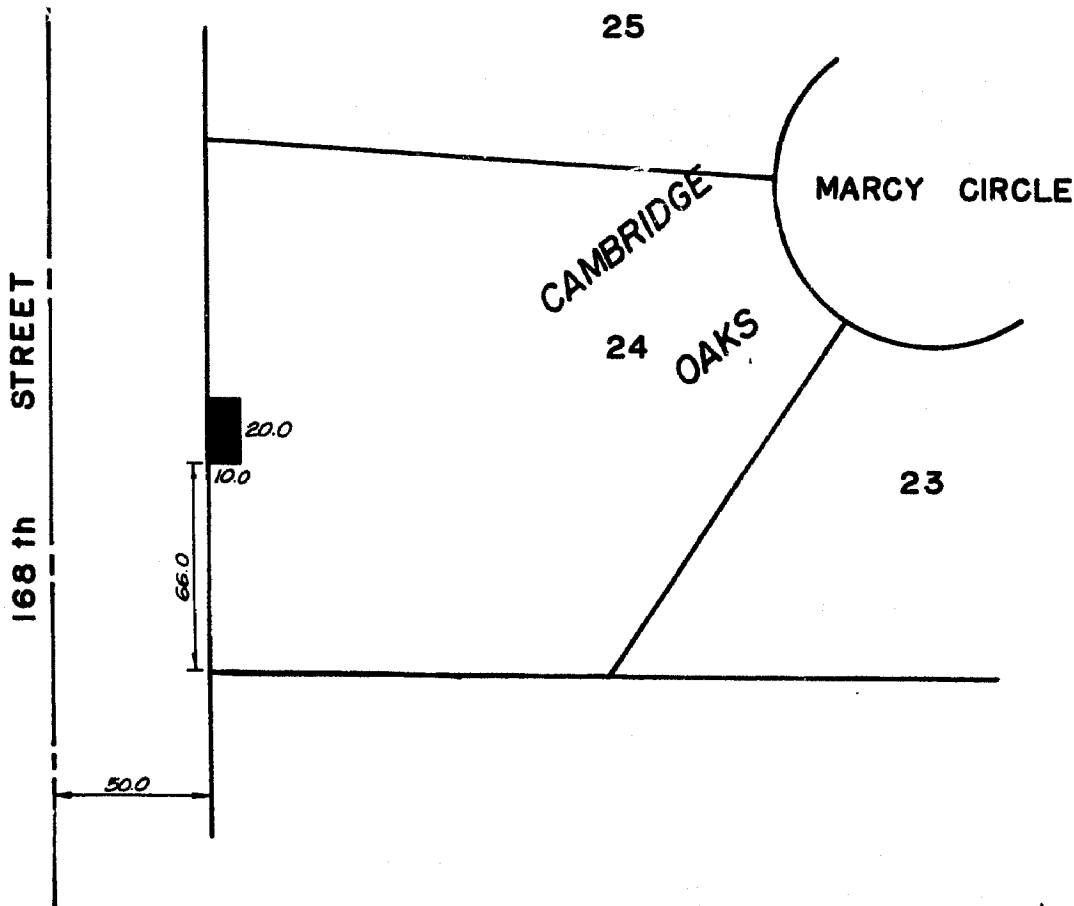 25
MARCY CIRCLE
CAMBRIDGE
OAKS
24
168 th STREET
20.0
10.0
23
66.0
50.0